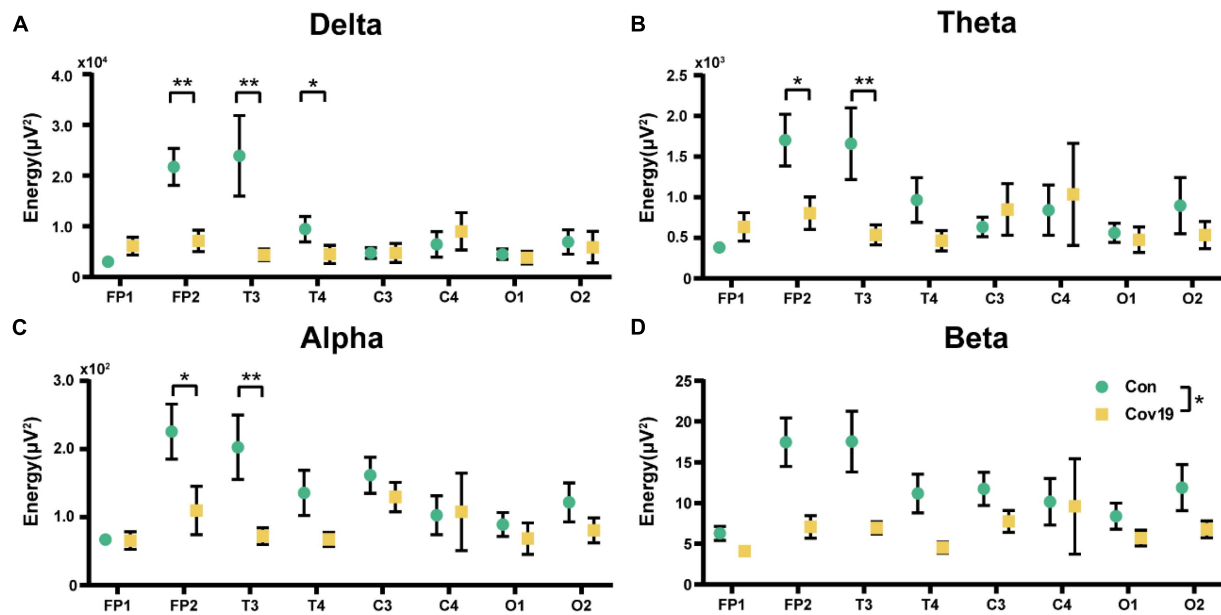 A
Delta
x10⁴
Energy(µV²)
4.0
3.0
2.0
1.0
0
** ** *
FP1 FP2 T3 T4 C3 C4 O1 O2
B
Theta
x10³
Energy(µV²)
2.5
2.0
1.5
1.0
0.5
0
* **
FP1 FP2 T3 T4 C3 C4 O1 O2
C
Alpha
x10²
Energy(µV²)
3.0
2.0
1.0
0
* **
FP1 FP2 T3 T4 C3 C4 O1 O2
D
Beta
Energy(µV²)
25
20
15
10
5
0
Con
Cov19
*
FP1 FP2 T3 T4 C3 C4 O1 O2